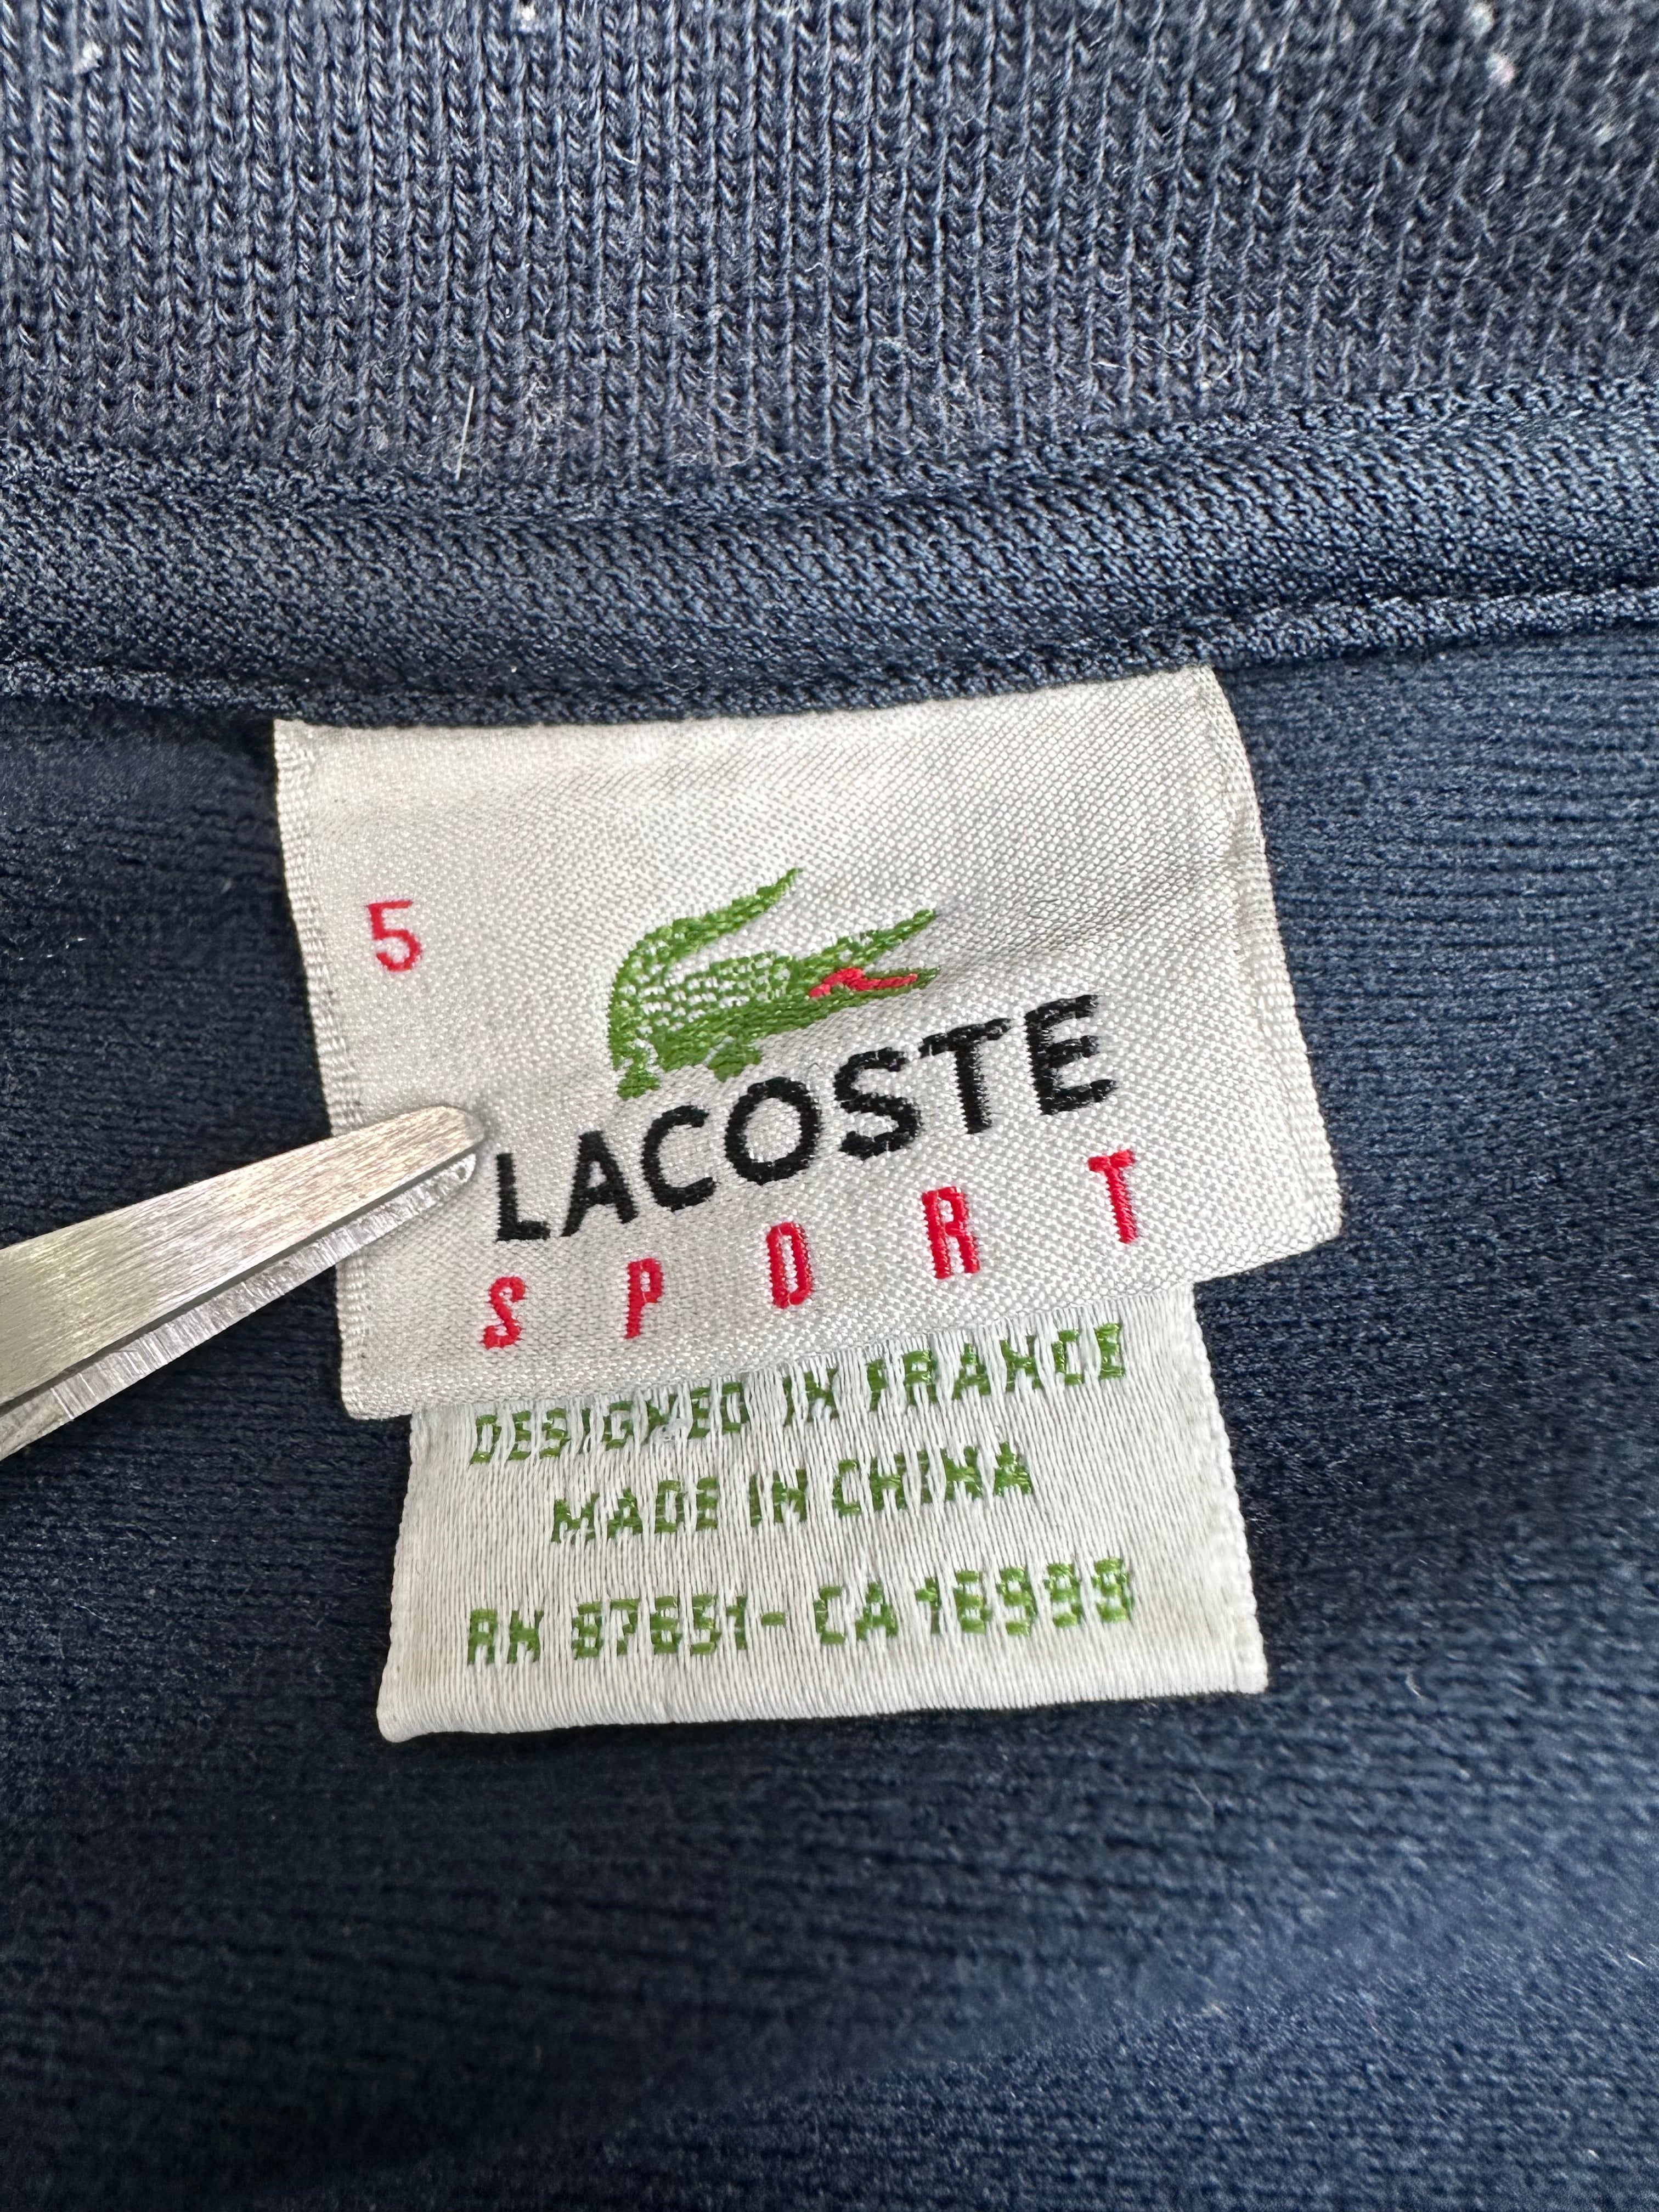 5
LACOSTE
SPORT
DESIGNED IN FRANCE
MADE IN CHINA
RN 87651 - CA 16999